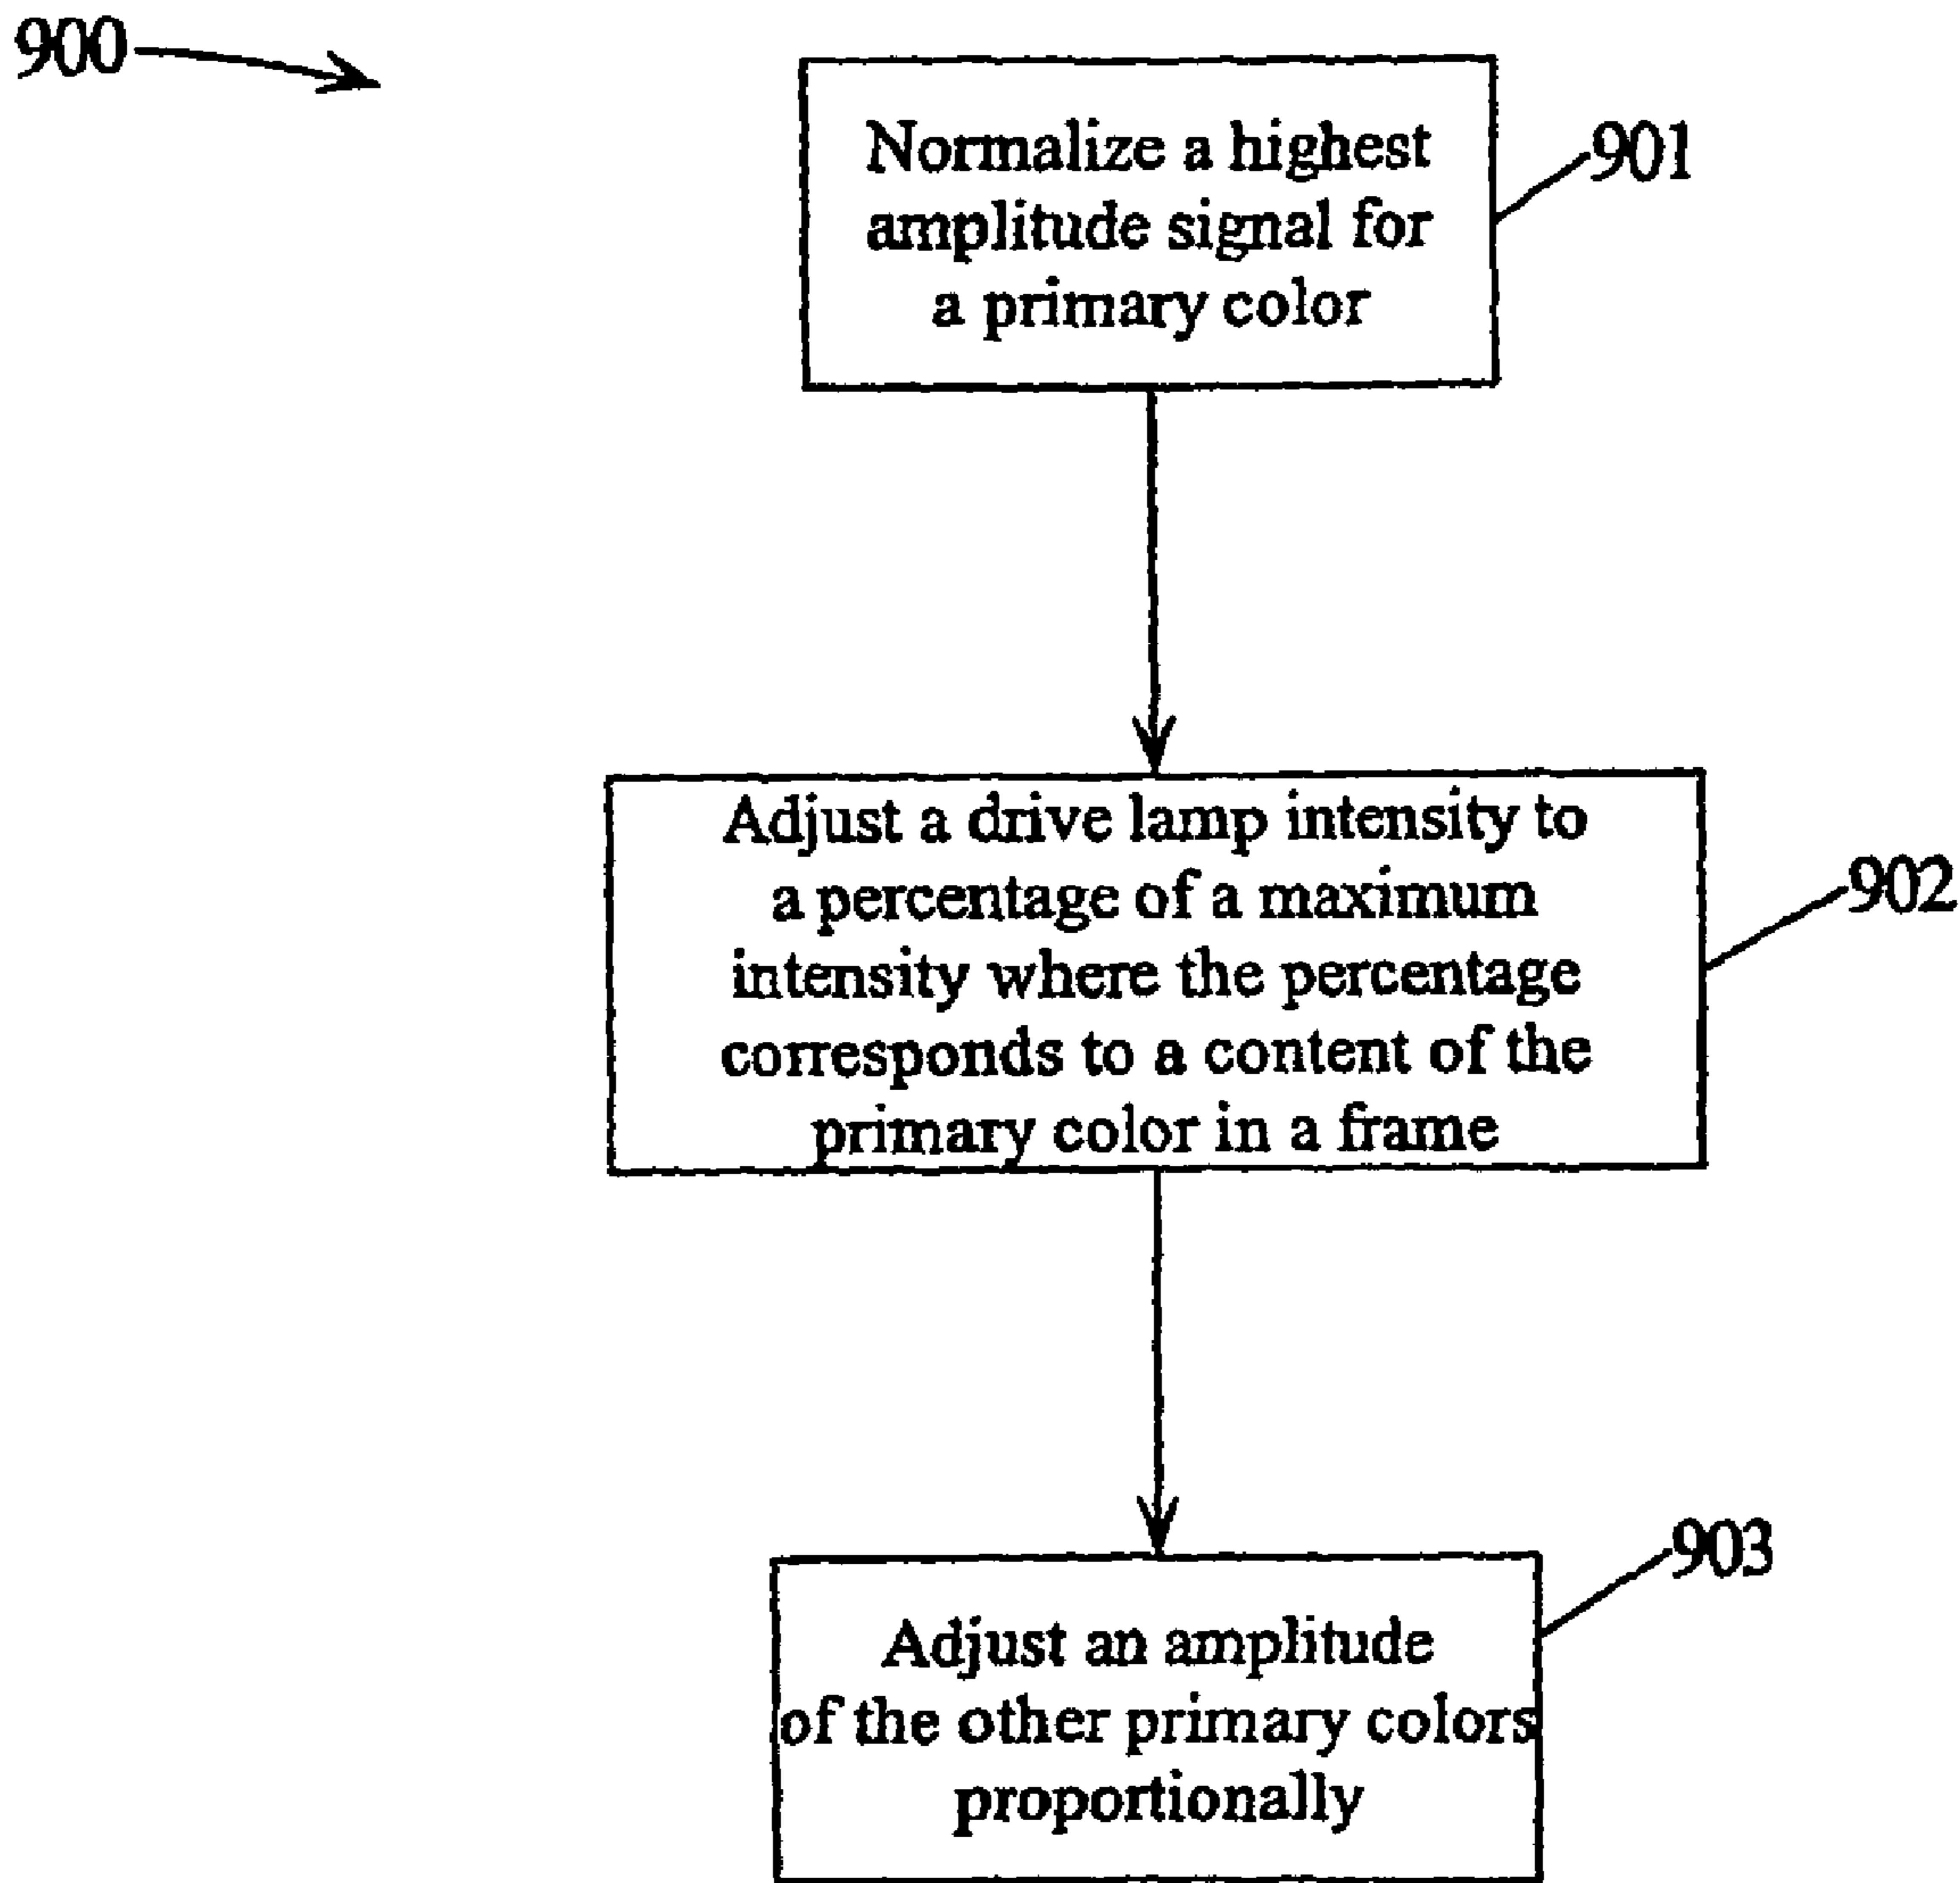 900
Normalize a highest
amplitude signal for
a primary color
901
Adjust a drive lamp intensity to
a percentage of a maximum
intensity where the percentage
corresponds to a content of the
primary color in a frame
902
Adjust an amplitude
of the other primary colors
proportionally
903